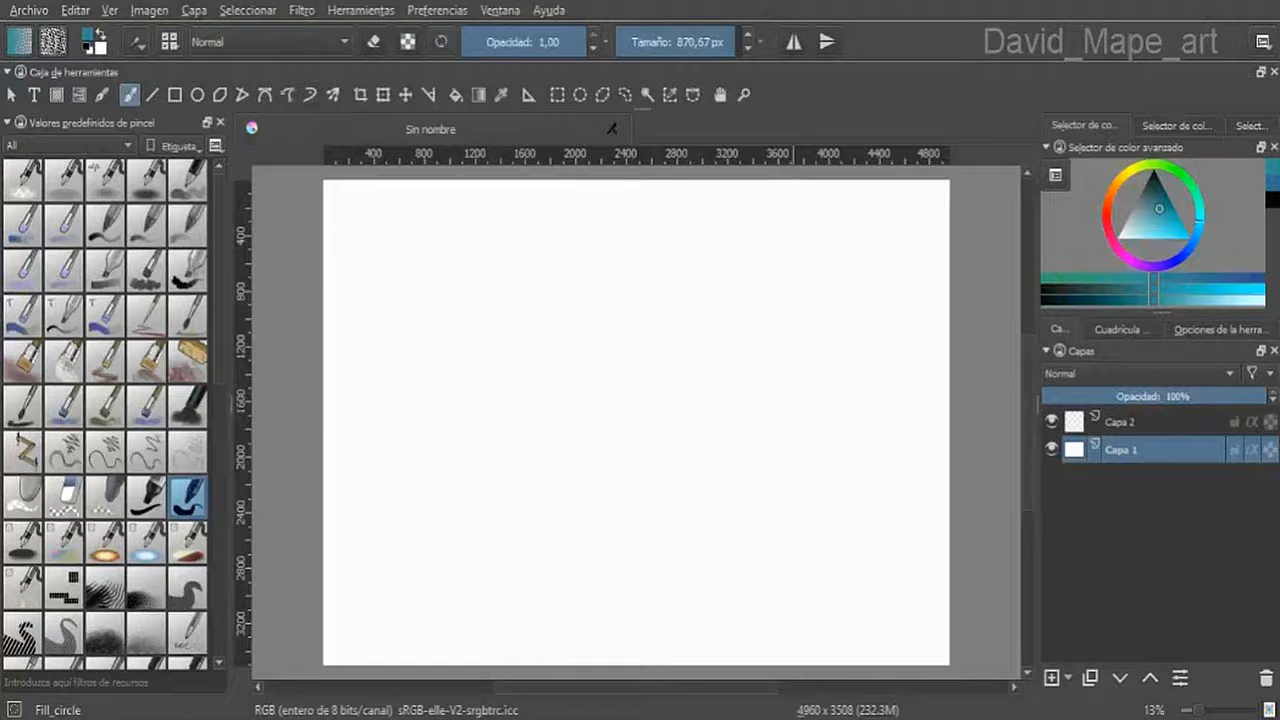 Archivo Editar Ver Imagen Capa Seleccionar Filtro Herramientas Preferencias Ventana Ayuda
Normal Opacidad: 1,00 Tamaño: 870,67 px David_Mape_art
Caja de herramientas
Valores predefinidos de pincel Sin nombre Selector de co... Selector de col... Select...
All Etiqueta Selector de color avanzado
400 800 1200 1600 2000 2400 2800 3200 3600 4000 4400 4800
400
800
1200
1600
2000
2400
2800
3200
Ca... Cuadrícula ... Opciones de la herra...
Capas
Normal
Opacidad: 100%
Capa 2
Capa 1
Introduzca aquí filtros de recursos
Fill_circle RGB (entero de 8 bits/canal) sRGB-elle-V2-srgbtrc.icc 4960 x 3508 (232.3M) 13%